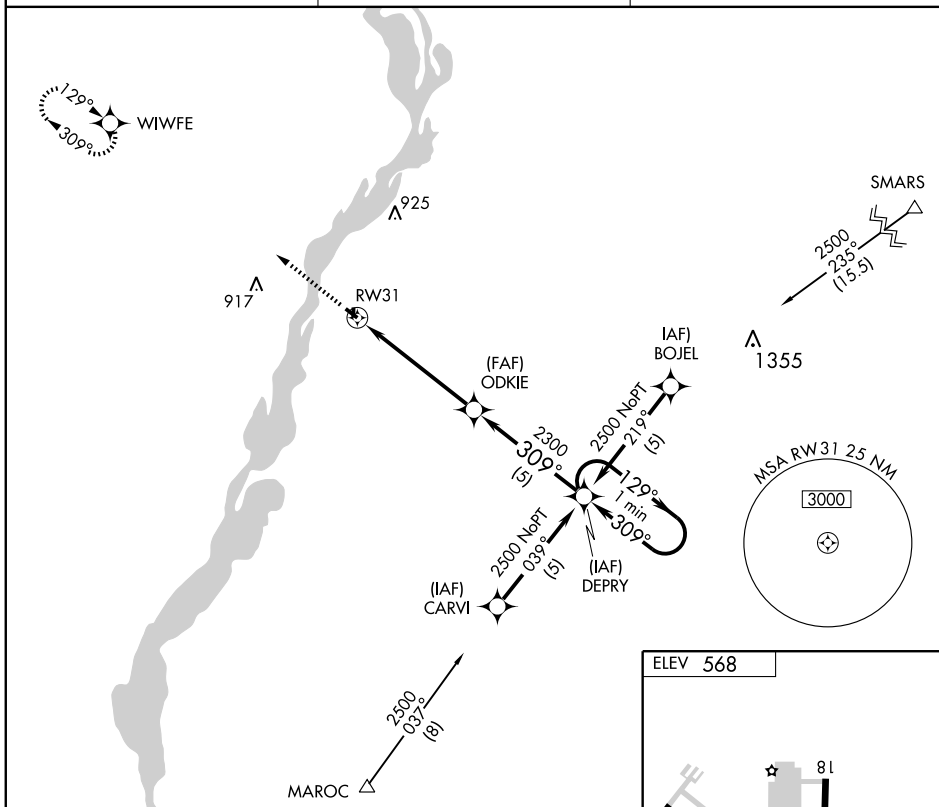 129°
309°
WIWFE
925
917
RW31
SMARS
2500
235°
(15.5)
1355
IAF)
BOJEL
(FAF)
ODKIE
2500 NoPT
219°
(5)
2300
309°
(5)
129°
1 min
309°
MSA RW31 25 NM
3000
2500 NoPT
039°
(5)
(IAF)
DEPRY
(IAF)
CARVI
2500
037°
(8)
MAROC
ELEV 568
18